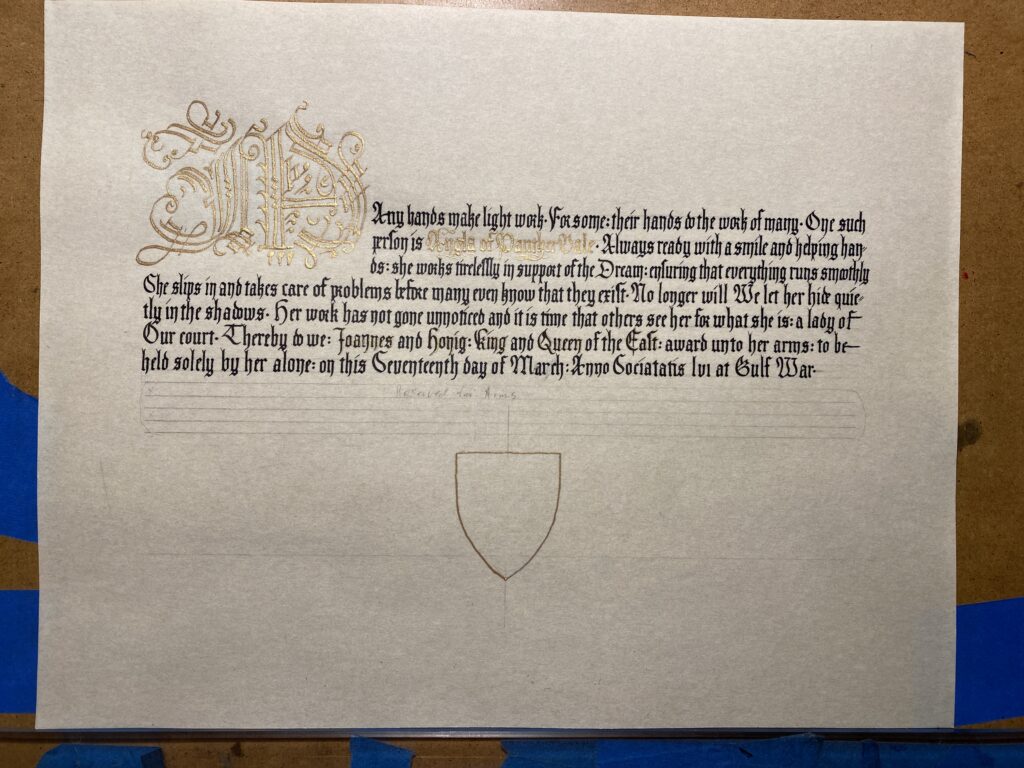 M
Any hands make light work· For some: their hands do the work of many· One such
person is Aysla of Panther Vale· Always ready with a smile and helping han-
ds: she works tirelessly in support of the Dream: ensuring that everything runs smoothly
She slips in and takes care of problems before many even know that they exist· No longer will We let her hide quie-
tly in the shadows· Her work has not gone unnoticed and it is time that others see her for what she is: a lady of
Our court· Thereby do we: Joannes and Honig: King and Queen of the East: award unto her arms: to be
held solely by her alone: on this Seventeenth day of March: Anno Sociatatis lvi at Gulf War·
Reserved for Arms